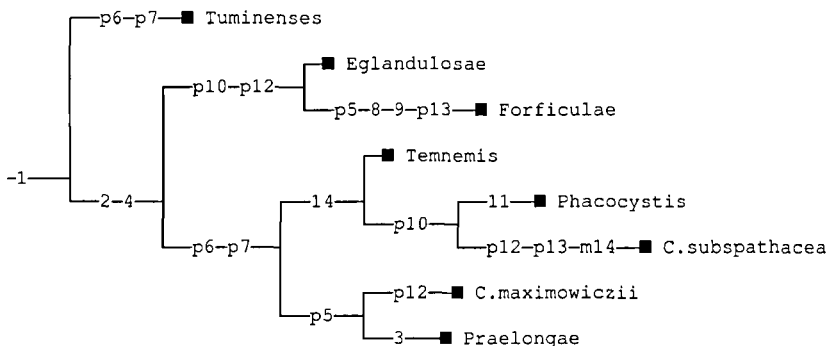 p6-p7 Tuminenses
Eglandulosae
p10-p12
p5-8-9-p13 Forficulae
Temnemis
-1
2-4 14 11 Phacocystis
p10
p6-p7 p12-p13-m14 C.subspathacea
p12 C.maximowiczii
p5
3 Praelongae